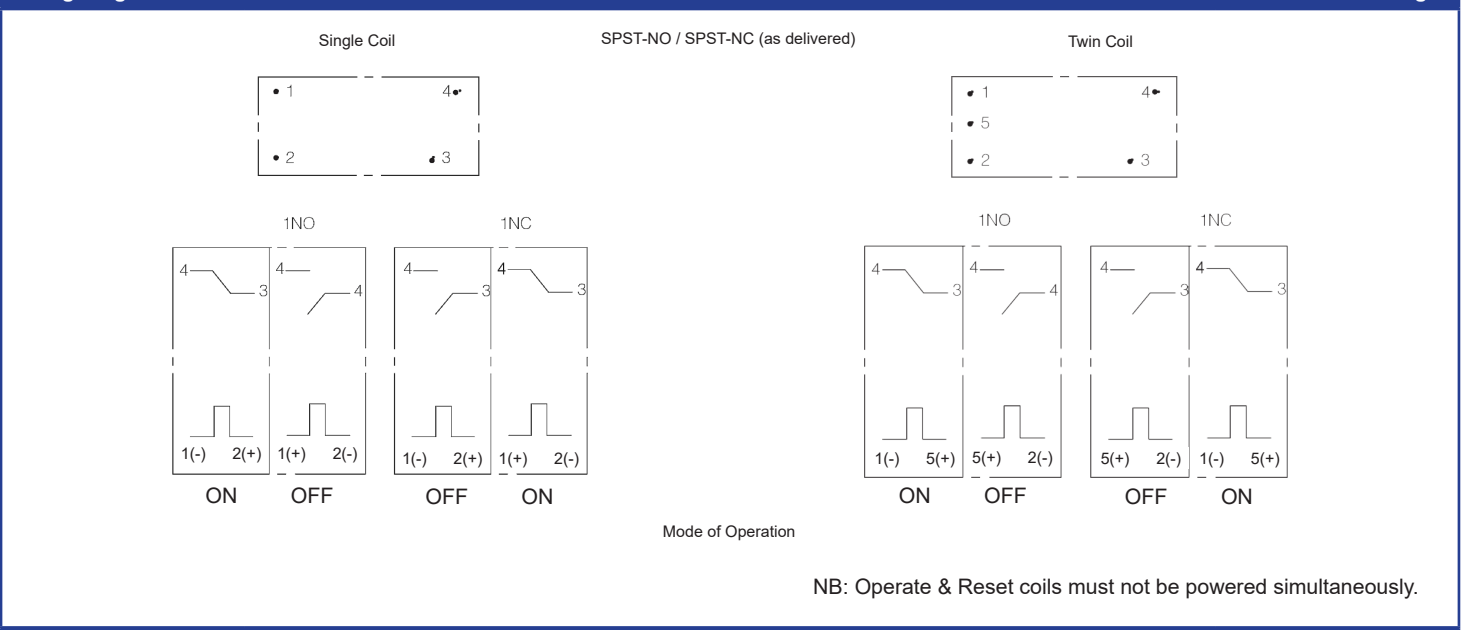 Single Coil
SPST-NO / SPST-NC (as delivered)
Twin Coil
1 4
2 3
1 4
5
2 3
1NO 1NC
4 3 4 4
4 3 4 3
1(-) 2(+) 1(+) 2(-)
1(-) 2(+) 1(+) 2(-)
ON OFF OFF ON
1NO 1NC
4 3 4 4
4 3 4 3
1(-) 5(+) 5(+) 2(-)
5(+) 2(-) 1(-) 5(+)
ON OFF OFF ON
Mode of Operation
NB: Operate & Reset coils must not be powered simultaneously.